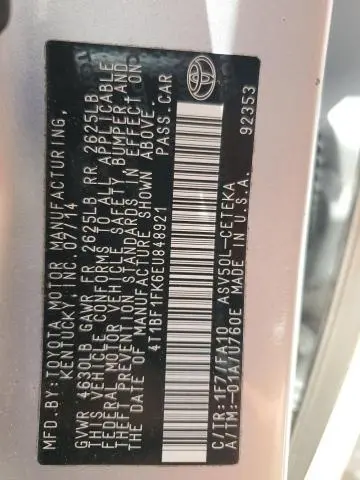 MFD. BY: TOYOTA MOTOR MANUFACTURING,
KENTUCKY, INC. 07/14
GVWR 4630LB GAWR FR 2625LB RR 2625LB
THIS VEHICLE CONFORMS TO ALL APPLICABLE
FEDERAL MOTOR VEHICLE SAFETY, BUMPER, AND
THEFT PREVENTION STANDARDS IN EFFECT ON
THE DATE OF MANUFACTURE SHOWN ABOVE.
4T1BF1FK6EU848921 PASS. CAR
C/TR:1F7/FA10 ASV50L-CETEKA
A/TM:-01A/U760E MADE IN U.S.A.
92353